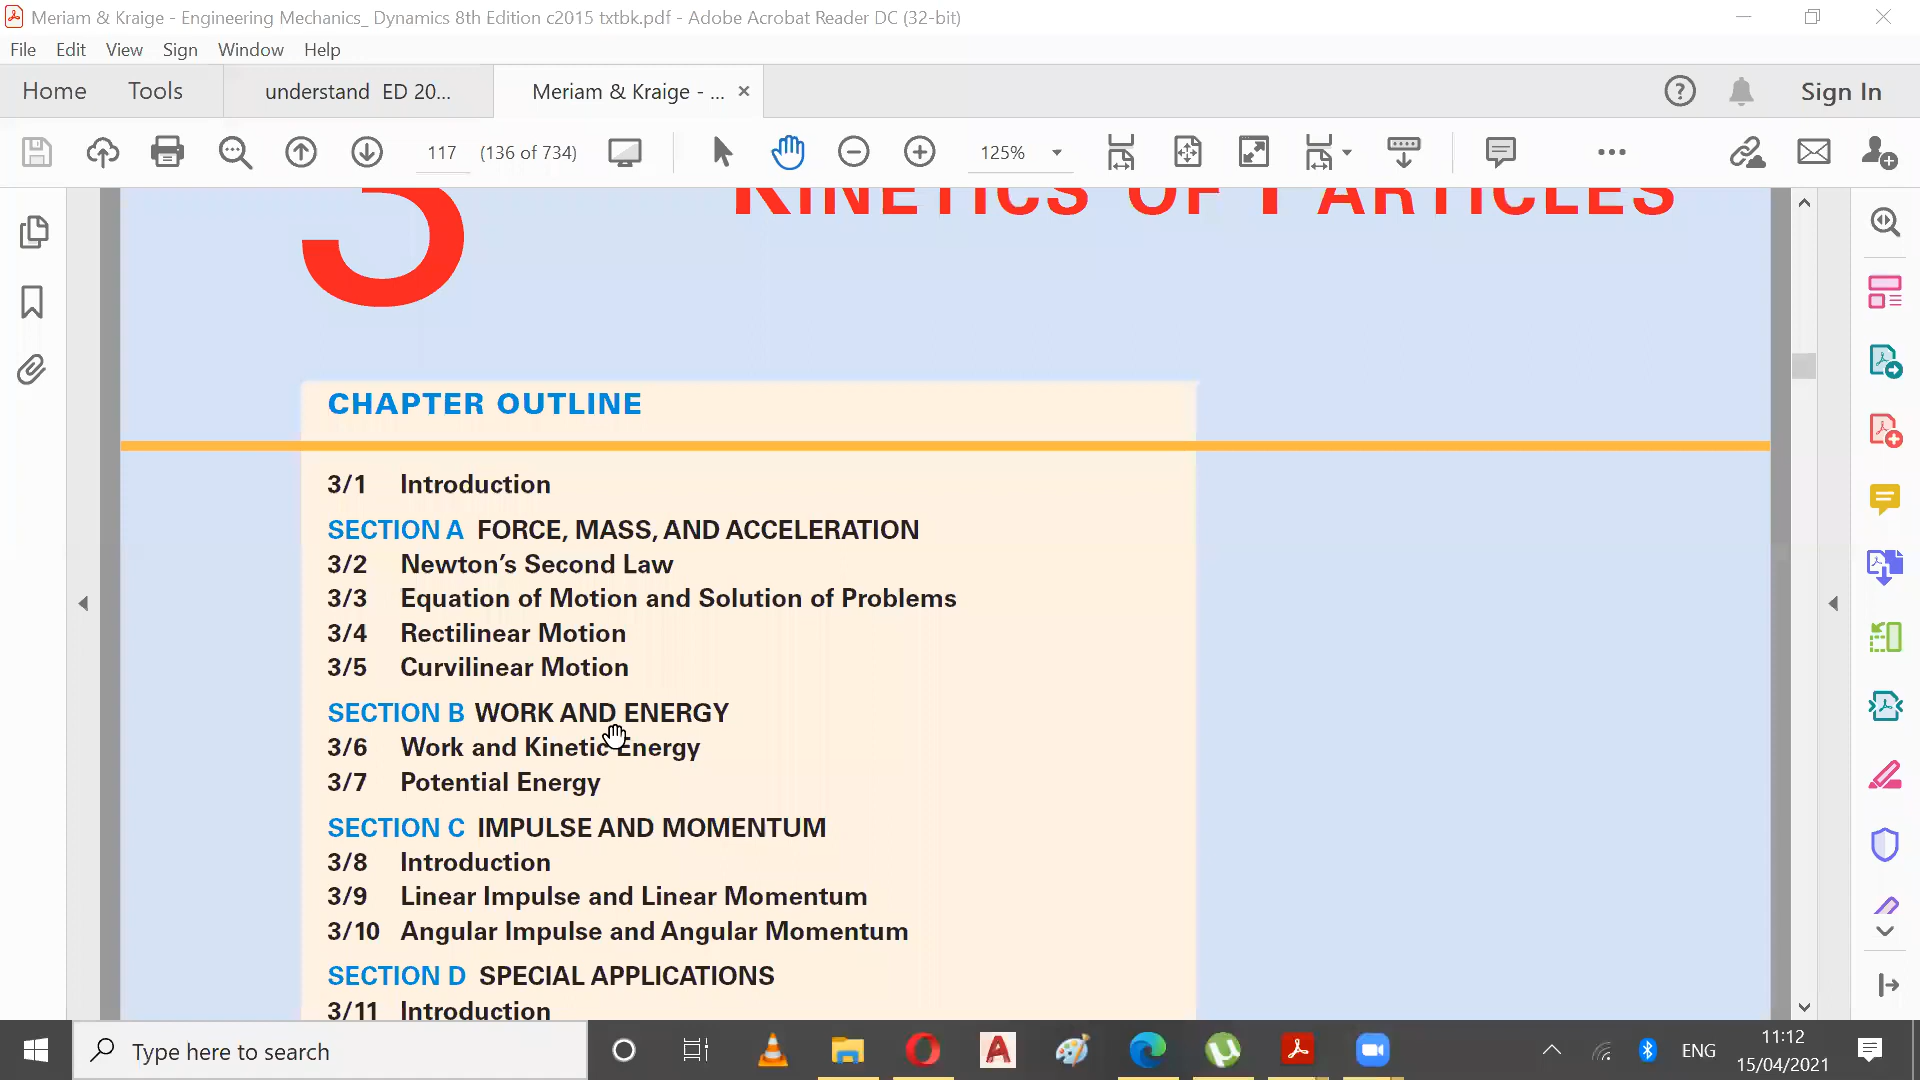 Meriam & Kraige - Engineering Mechanics_ Dynamics 8th Edition c2015 txtbk.pdf - Adobe Acrobat Reader DC (32-bit)
File Edit View Sign Window Help
Home Tools understand ED 20... Meriam & Kraige - ... × Sign In
117 (136 of 734) 125%
3 KINETICS OF PARTICLES
CHAPTER OUTLINE
3/1 Introduction
SECTION A FORCE, MASS, AND ACCELERATION
3/2 Newton's Second Law
3/3 Equation of Motion and Solution of Problems
3/4 Rectilinear Motion
3/5 Curvilinear Motion
SECTION B WORK AND ENERGY
3/6 Work and Kinetic Energy
3/7 Potential Energy
SECTION C IMPULSE AND MOMENTUM
3/8 Introduction
3/9 Linear Impulse and Linear Momentum
3/10 Angular Impulse and Angular Momentum
SECTION D SPECIAL APPLICATIONS
3/11 Introduction
Type here to search
ENG
11:12
15/04/2021